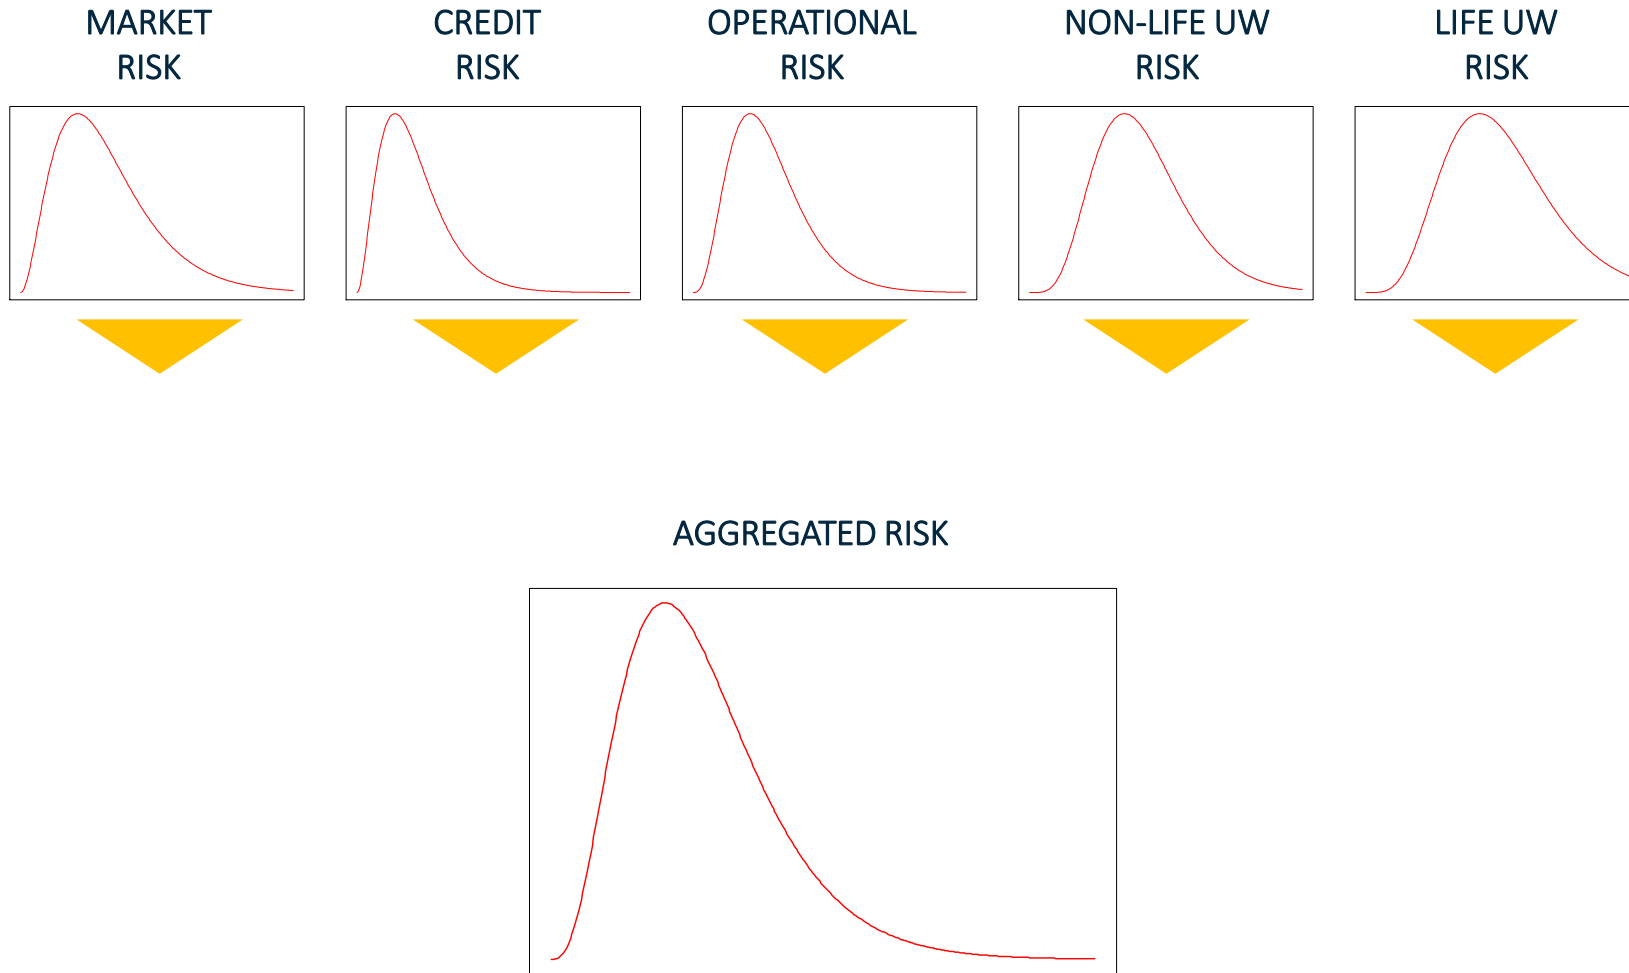 MARKET
RISK
CREDIT
RISK
OPERATIONAL
RISK
NON-LIFE UW
RISK
LIFE UW
RISK
AGGREGATED RISK